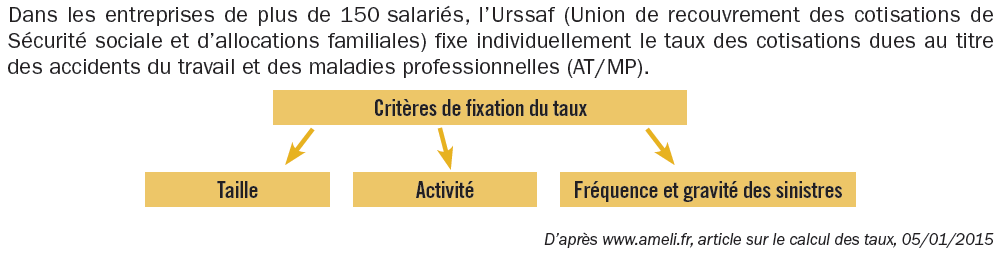 Dans les entreprises de plus de 150 salariés, l'Urssaf (Union de recouvrement des cotisations de
Sécurité sociale et d'allocations familiales) fixe individuellement le taux des cotisations dues au titre
des accidents du travail et des maladies professionnelles (AT/MP).
Critères de fixation du taux
Taille
Activité
Fréquence et gravité des sinistres
D'après www.ameli.fr, article sur le calcul des taux, 05/01/2015